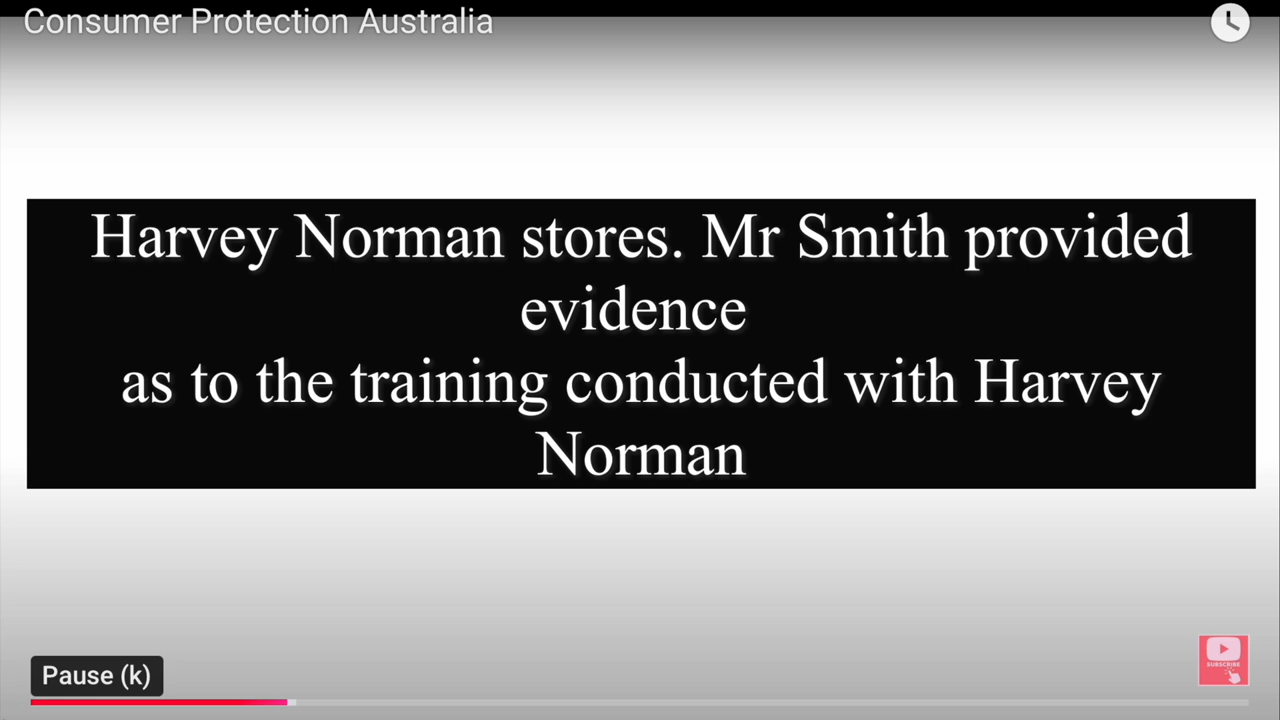 Consumer Protection Australia
Harvey Norman stores. Mr Smith provided
evidence
as to the training conducted with Harvey
Norman
SUBSCRIBE
Pause (k)